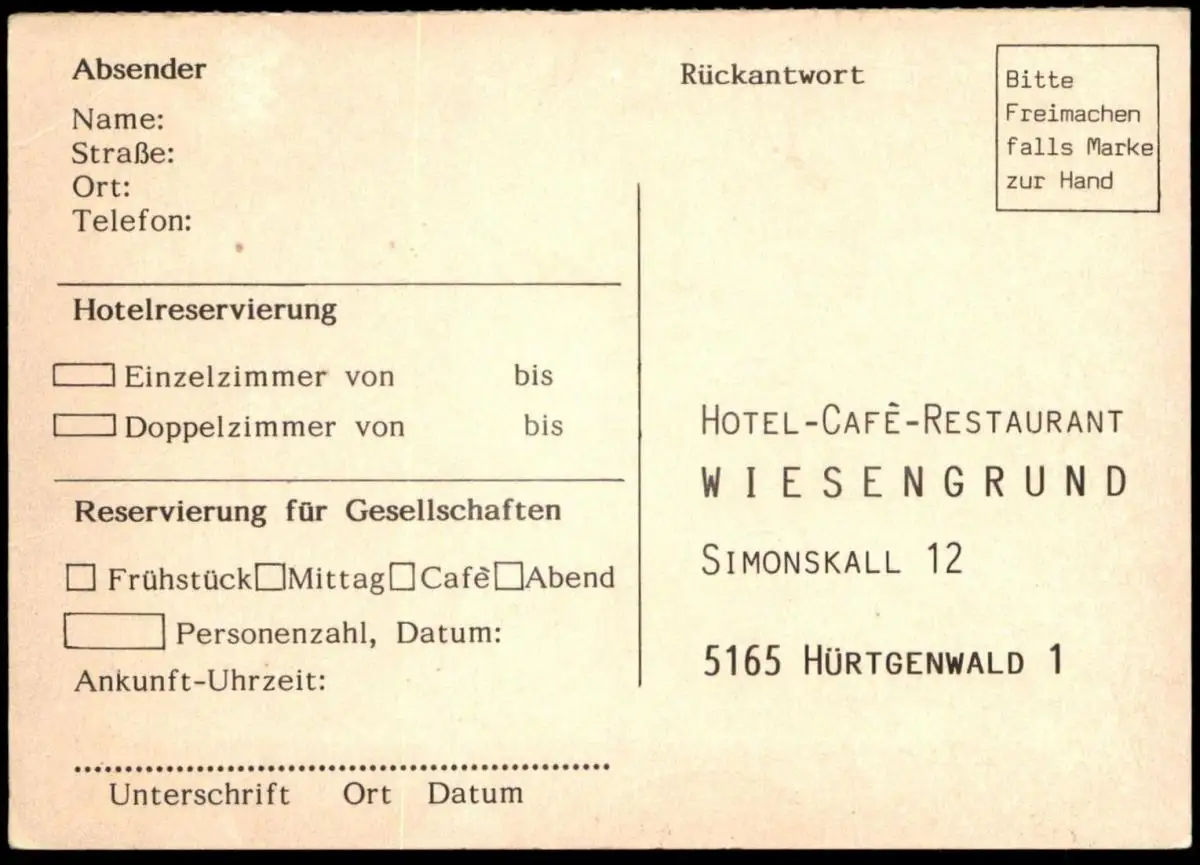 Absender
Name:
Straße:
Ort:
Telefon:
Hotelreservierung
Einzelzimmer von bis
Doppelzimmer von bis
Reservierung für Gesellschaften
Frühstück Mittag Cafè Abend
Personenzahl, Datum:
Ankunft-Uhrzeit:
Unterschrift Ort Datum
Rückantwort
Bitte
Freimachen
falls Marke
zur Hand
HOTEL-CAFÊ-RESTAURANT
WIESENGRUND
SIMONSKALL 12
5165 HÜRTGENWALD 1